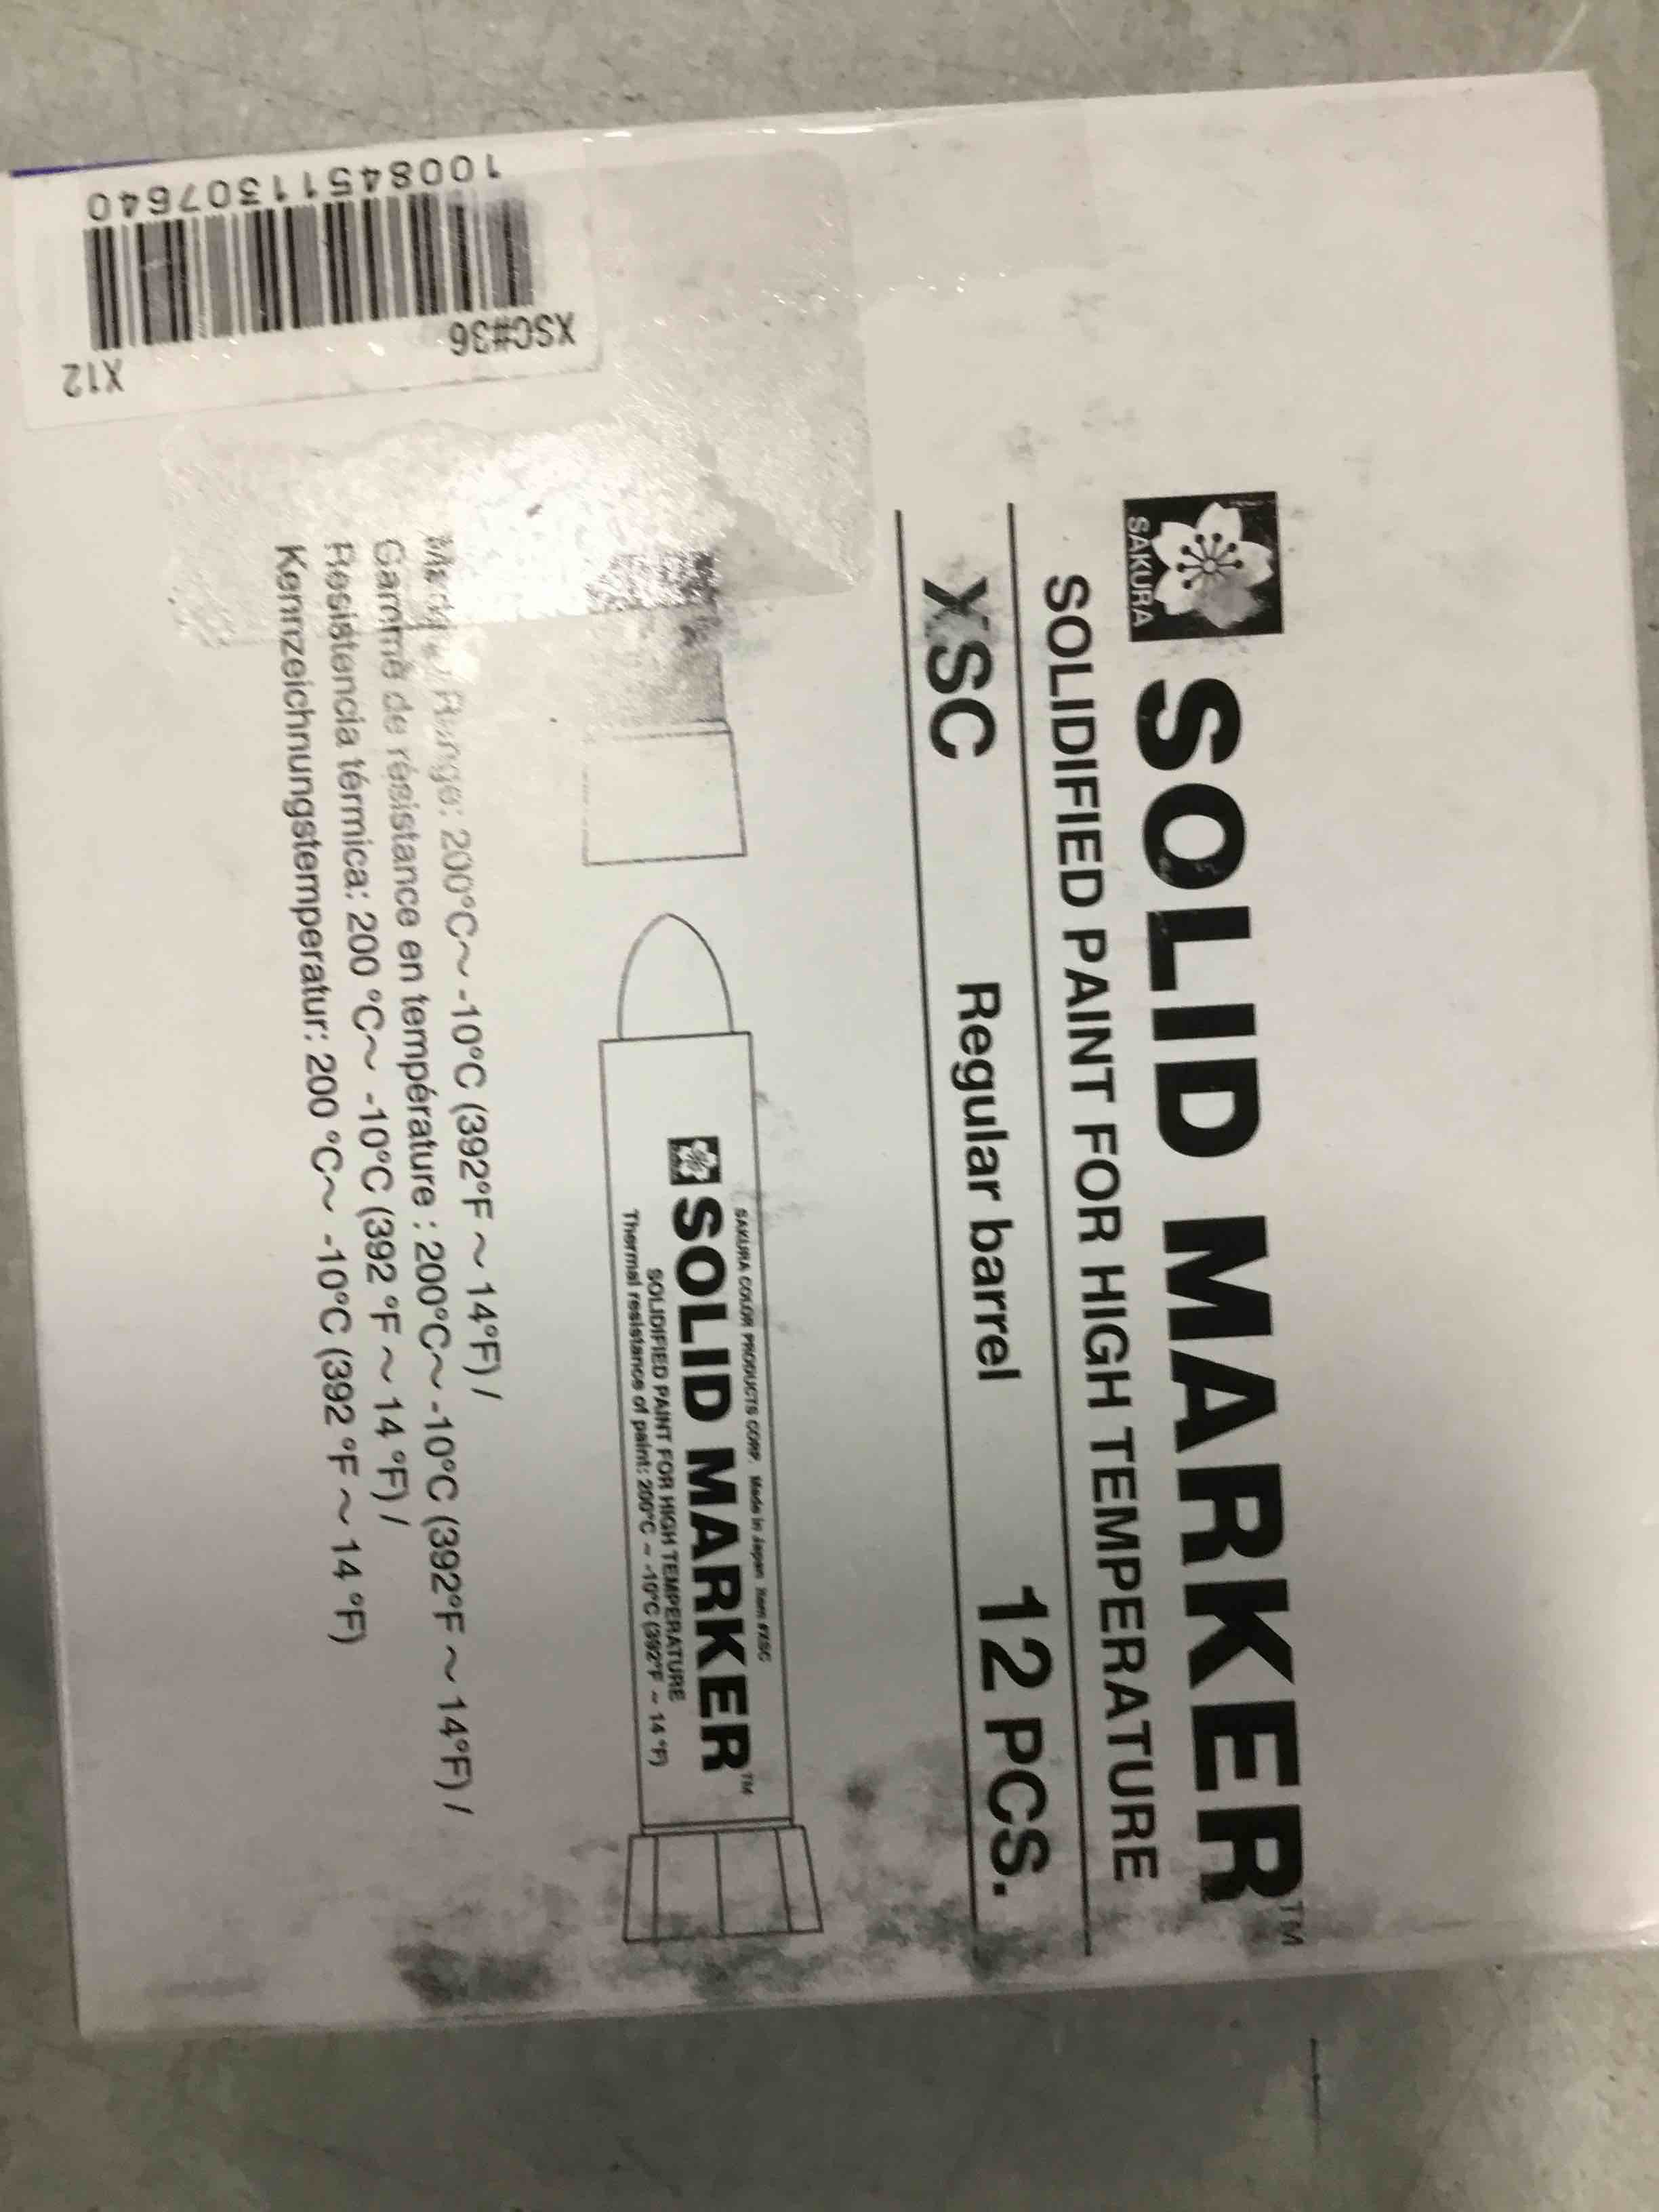 SAKURA
SOLID MARKER™
SOLIDIFIED PAINT FOR HIGH TEMPERATURE
XSC Regular barrel 12 PCS.
SAKURA COLOR PRODUCTS CORP. Made in Japan Item #XSC
SOLID MARKER™
SOLIDIFIED PAINT FOR HIGH TEMPERATURE
Thermal resistance of paint: 200°C ~ -10°C (392°F ~ 14°F)
Range: 200°C~ -10°C (392°F ~ 14°F) /
Gamme de résistance en température : 200°C~ -10°C (392°F ~ 14°F) /
Resistencia térmica: 200 °C~ -10°C (392 °F ~ 14 °F) /
Kennzeichnungstemperatur: 200 °C~ -10°C (392 °F ~ 14 °F)
X12 XSC#36
10084511307640